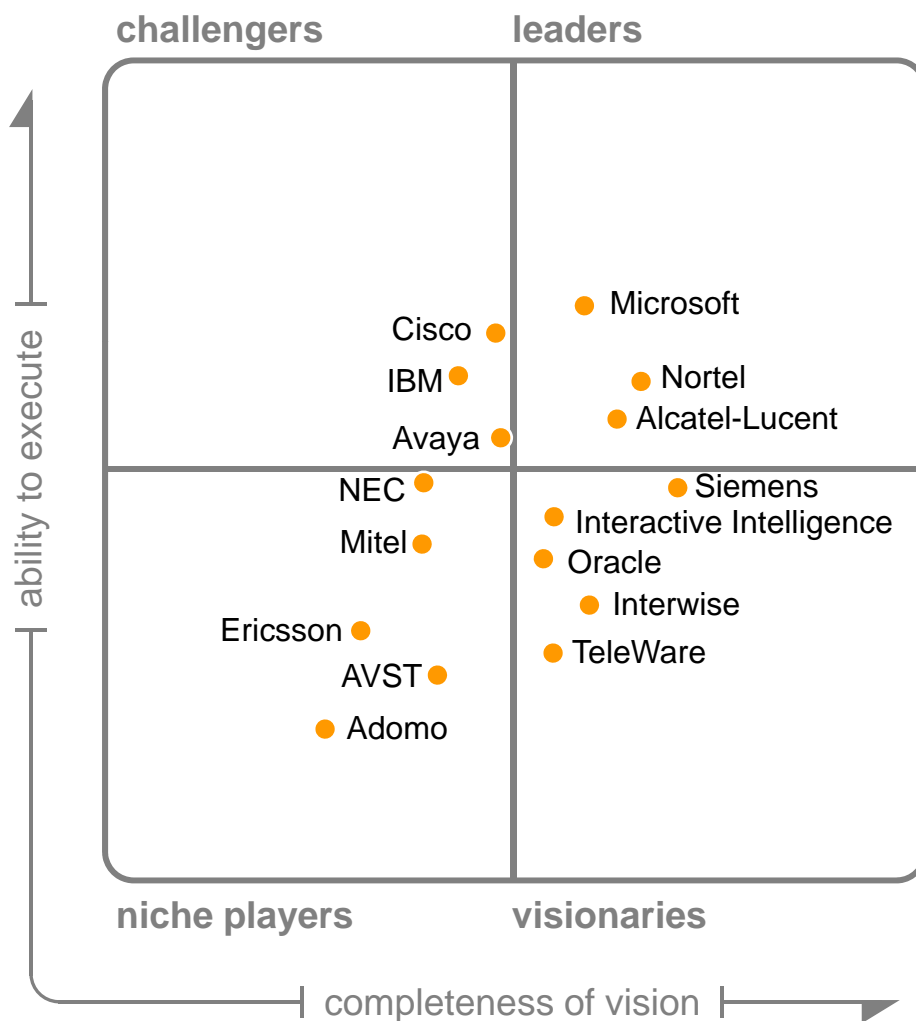 challengers
leaders
Microsoft
Cisco
IBM
Nortel
Alcatel-Lucent
Avaya
NEC
Siemens
Interactive Intelligence
Mitel
Oracle
Interwise
Ericsson
TeleWare
AVST
Adomo
ability to execute
niche players
visionaries
completeness of vision